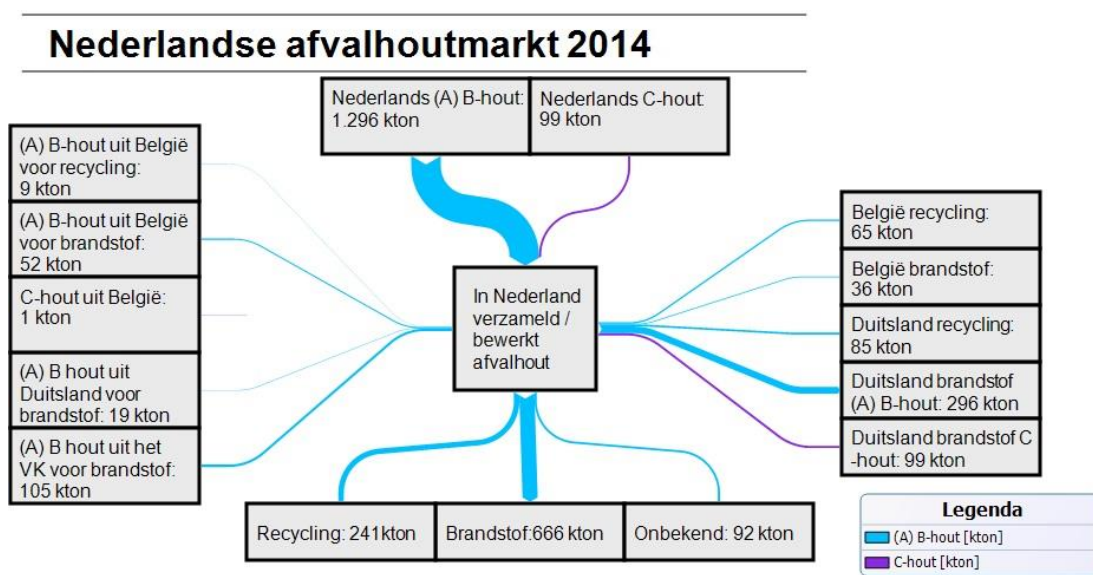 Nederlandse afvalhoutmarkt 2014
Nederlands (A) B-hout:
1.296 kton
Nederlands C-hout:
99 kton
(A) B-hout uit België
voor recycling:
9 kton
(A) B-hout uit België
voor brandstof:
52 kton
C-hout uit België:
1 kton
(A) B hout uit
Duitsland voor
brandstof: 19 kton
(A) B hout uit het
VK voor brandstof:
105 kton
In Nederland
verzameld /
bewerkt
afvalhout
België recycling:
65 kton
België brandstof:
36 kton
Duitsland recycling:
85 kton
Duitsland brandstof
(A) B-hout: 296 kton
Duitsland brandstof C
-hout: 99 kton
Recycling: 241kton
Brandstof:666 kton
Onbekend: 92 kton
Legenda
(A) B-hout [kton]
C-hout [kton]